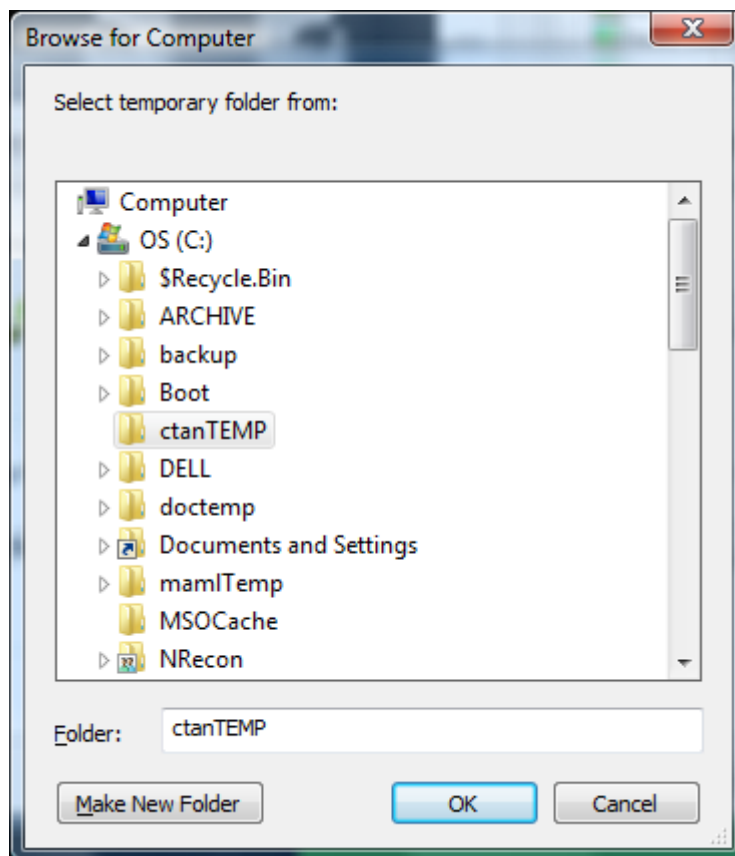 Browse for Computer
Select temporary folder from:
Computer
OS (C:)
$Recycle.Bin
ARCHIVE
backup
Boot
ctanTEMP
DELL
doctemp
Documents and Settings
mamlTemp
MSOCache
NRecon
Folder: ctanTEMP
Make New Folder OK Cancel